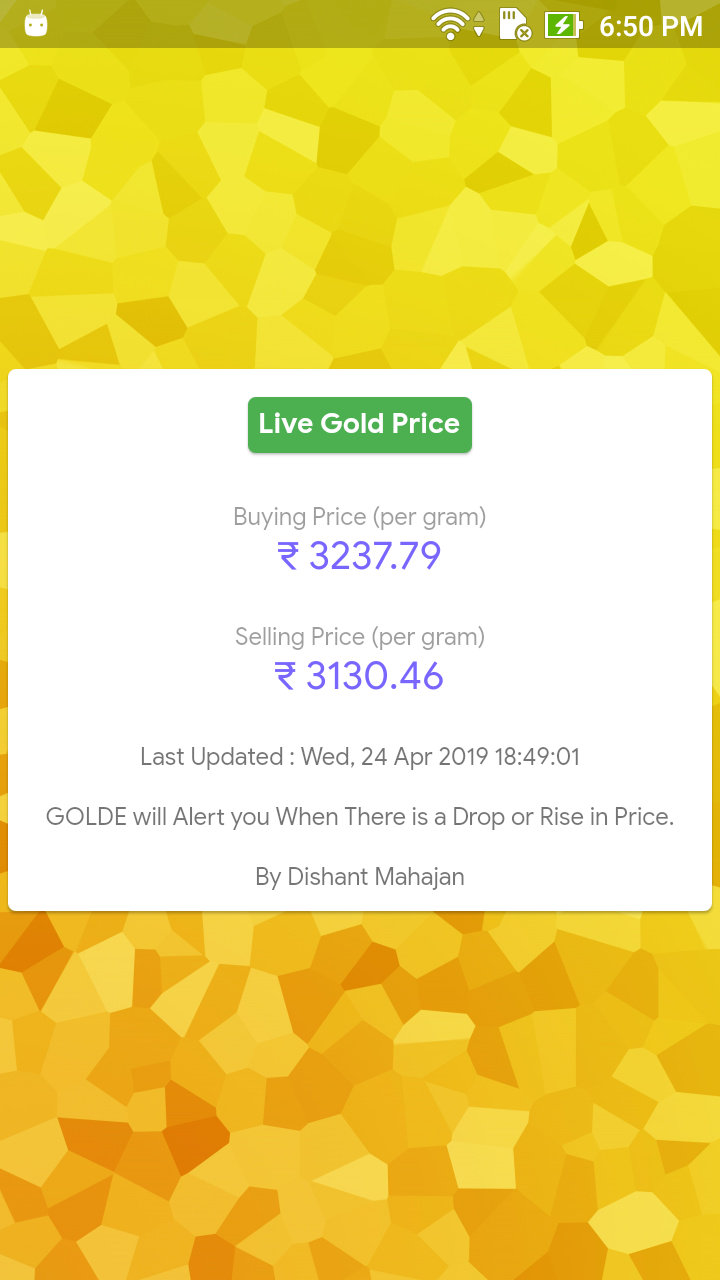 6:50 PM
Live Gold Price
Buying Price (per gram)
₹ 3237.79
Selling Price (per gram)
₹ 3130.46
Last Updated : Wed, 24 Apr 2019 18:49:01
GOLDE will Alert you When There is a Drop or Rise in Price.
By Dishant Mahajan